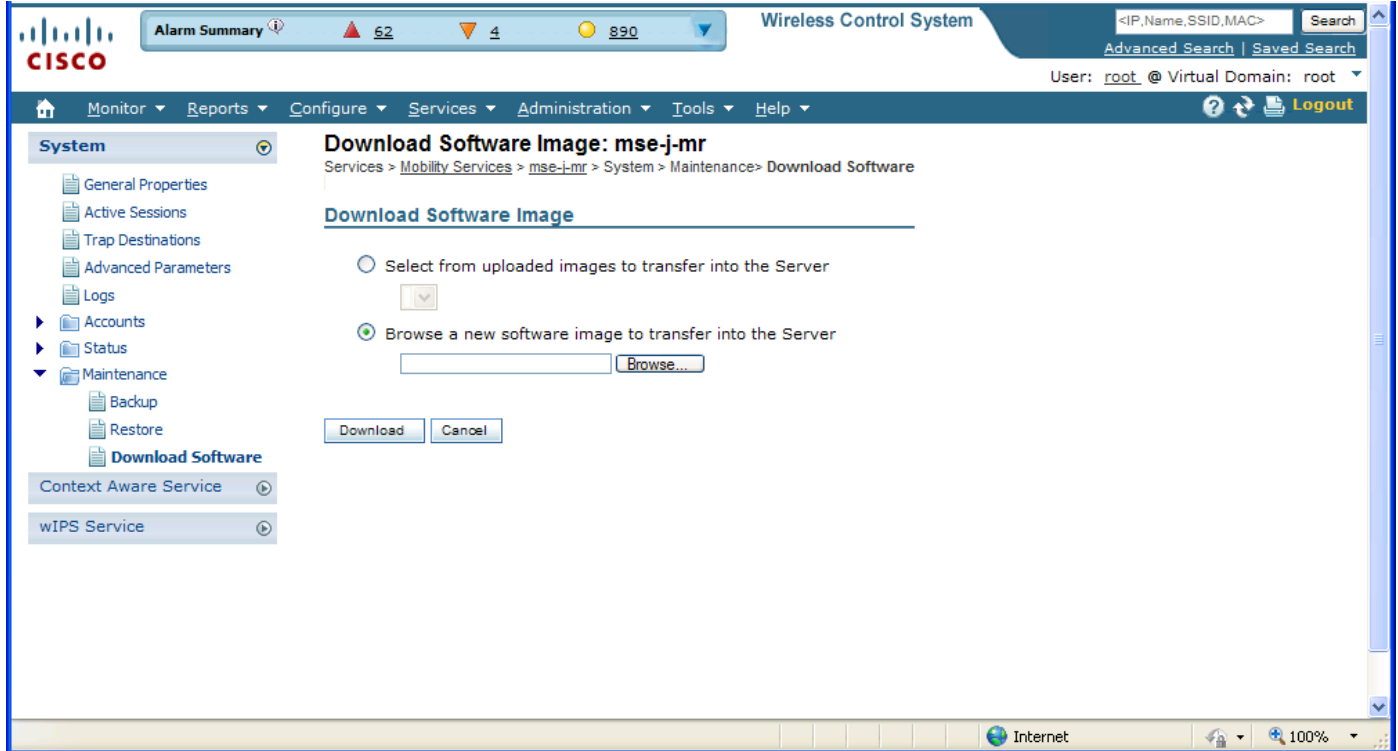 CISCO
Alarm Summary 62 4 890
Wireless Control System
<IP,Name,SSID,MAC> Search
Advanced Search | Saved Search
User: root @ Virtual Domain: root
Monitor Reports Configure Services Administration Tools Help Logout
System
General Properties
Active Sessions
Trap Destinations
Advanced Parameters
Logs
Accounts
Status
Maintenance
Backup
Restore
Download Software
Context Aware Service
wIPS Service
Download Software Image: mse-j-mr
Services > Mobility Services > mse-j-mr > System > Maintenance> Download Software
Download Software Image
Select from uploaded images to transfer into the Server
Browse a new software image to transfer into the Server
Browse...
Download Cancel
Internet 100%